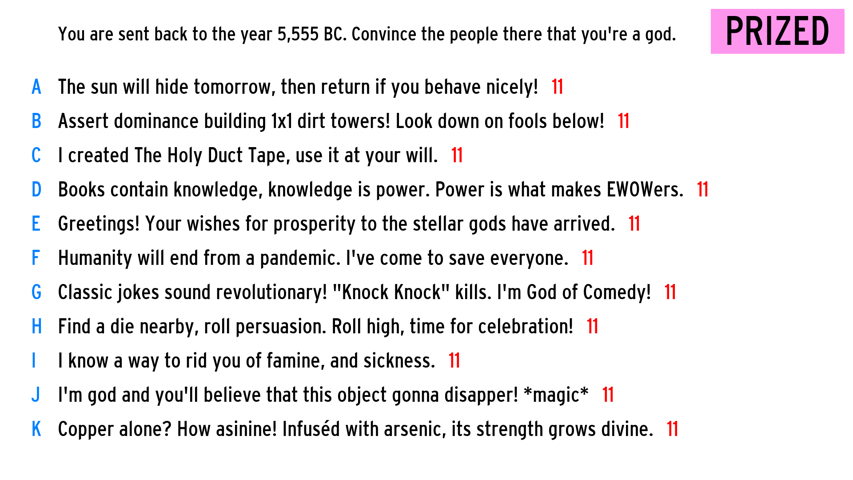 You are sent back to the year 5,555 BC. Convince the people there that you're a god. PRIZED
A The sun will hide tomorrow, then return if you behave nicely! 11
B Assert dominance building 1x1 dirt towers! Look down on fools below! 11
C I created The Holy Duct Tape, use it at your will. 11
D Books contain knowledge, knowledge is power. Power is what makes EWOWers. 11
E Greetings! Your wishes for prosperity to the stellar gods have arrived. 11
F Humanity will end from a pandemic. I've come to save everyone. 11
G Classic jokes sound revolutionary! "Knock Knock" kills. I'm God of Comedy! 11
H Find a die nearby, roll persuasion. Roll high, time for celebration! 11
I I know a way to rid you of famine, and sickness. 11
J I'm god and you'll believe that this object gonna disapper! *magic* 11
K Copper alone? How asinine! Infuséd with arsenic, its strength grows divine. 11